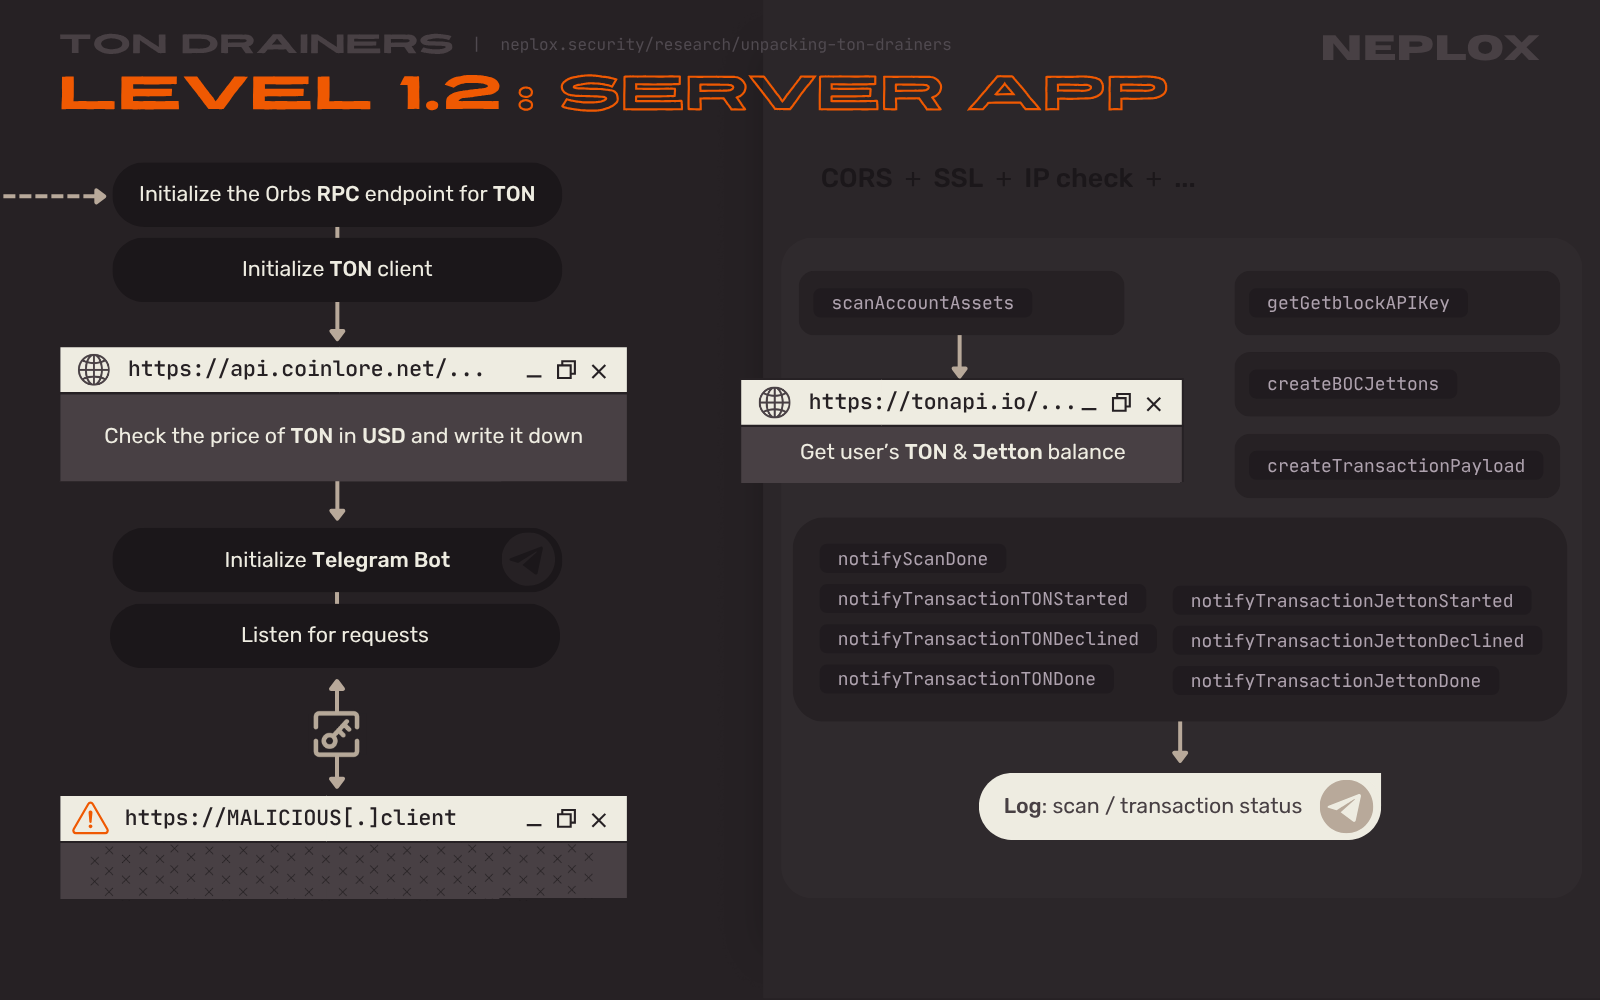 TON DRAINERS | neplox.security/research/unpacking-ton-drainers
NEPLOX
LEVEL 1.2: SERVER APP
Initialize the Orbs RPC endpoint for TON
Initialize TON client
https://api.coinlore.net/...
Check the price of TON in USD and write it down
Initialize Telegram Bot
Listen for requests
https://MALICIOUS[.]client
CORS + SSL + IP check + ...
scanAccountAssets
https://tonapi.io/...
Get user’s TON & Jetton balance
getGetblockAPIKey
createBOCJettons
createTransactionPayload
notifyScanDone
notifyTransactionTONStarted
notifyTransactionTONDeclined
notifyTransactionTONDone
notifyTransactionJettonStarted
notifyTransactionJettonDeclined
notifyTransactionJettonDone
Log: scan / transaction status